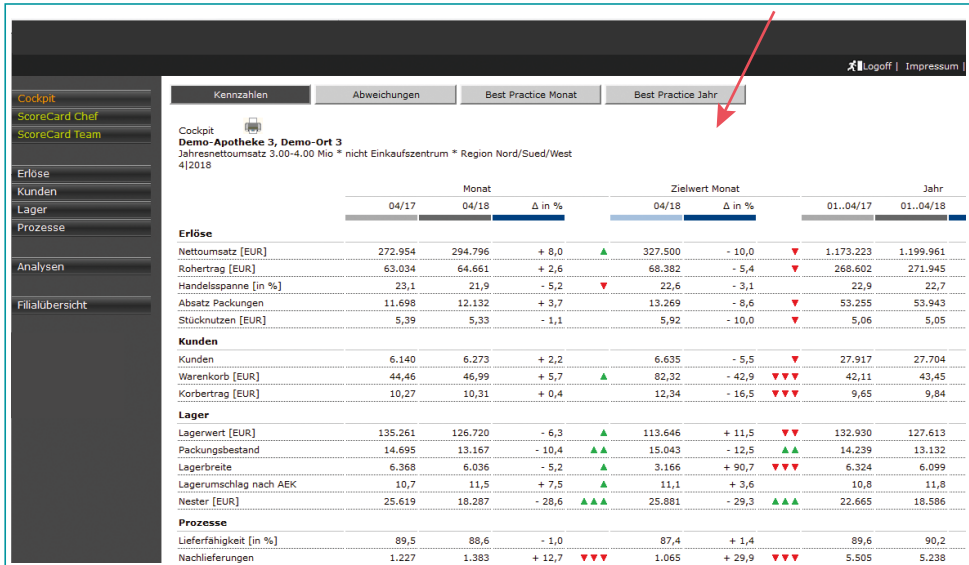 Logoff | Impressum |
Cockpit
ScoreCard Chef
ScoreCard Team
Erlöse
Kunden
Lager
Prozesse
Analysen
Filialübersicht
Kennzahlen Abweichungen Best Practice Monat Best Practice Jahr
Cockpit
Demo-Apotheke 3, Demo-Ort 3
Jahresnettoumsatz 3.00-4.00 Mio * nicht Einkaufszentrum * Region Nord/Sued/West
4|2018
Monat Zielwert Monat Jahr
04/17 04/18 Δ in % 04/18 Δ in % 01..04/17 01..04/18
Erlöse
Nettoumsatz [EUR] 272.954 294.796 + 8,0 ▲ 327.500 - 10,0 ▼ 1.173.223 1.199.961
Rohertrag [EUR] 63.034 64.661 + 2,6 68.382 - 5,4 ▼ 268.602 271.945
Handelsspanne [in %] 23,1 21,9 - 5,2 ▼ 22,6 - 3,1 22,9 22,7
Absatz Packungen 11.698 12.132 + 3,7 13.269 - 8,6 ▼ 53.255 53.943
Stücknutzen [EUR] 5,39 5,33 - 1,1 5,92 - 10,0 ▼ 5,06 5,05
Kunden
Kunden 6.140 6.273 + 2,2 6.635 - 5,5 ▼ 27.917 27.704
Warenkorb [EUR] 44,46 46,99 + 5,7 ▲ 82,32 - 42,9 ▼▼▼ 42,11 43,45
Korbertrag [EUR] 10,27 10,31 + 0,4 12,34 - 16,5 ▼▼▼ 9,65 9,84
Lager
Lagerwert [EUR] 135.261 126.720 - 6,3 ▲ 113.646 + 11,5 ▼▼ 132.930 127.613
Packungsbestand 14.695 13.167 - 10,4 ▲▲ 15.043 - 12,5 ▲▲ 14.239 13.132
Lagerbreite 6.368 6.036 - 5,2 ▲ 3.166 + 90,7 ▼▼▼ 6.324 6.099
Lagerumschlag nach AEK 10,7 11,5 + 7,5 ▲ 11,1 + 3,6 10,8 11,8
Nester [EUR] 25.619 18.287 - 28,6 ▲▲▲ 25.881 - 29,3 ▲▲▲ 22.665 18.586
Prozesse
Lieferfähigkeit [in %] 89,5 88,6 - 1,0 87,4 + 1,4 89,6 90,2
Nachlieferungen 1.227 1.383 + 12,7 ▼▼▼ 1.065 + 29,9 ▼▼▼ 5.505 5.238